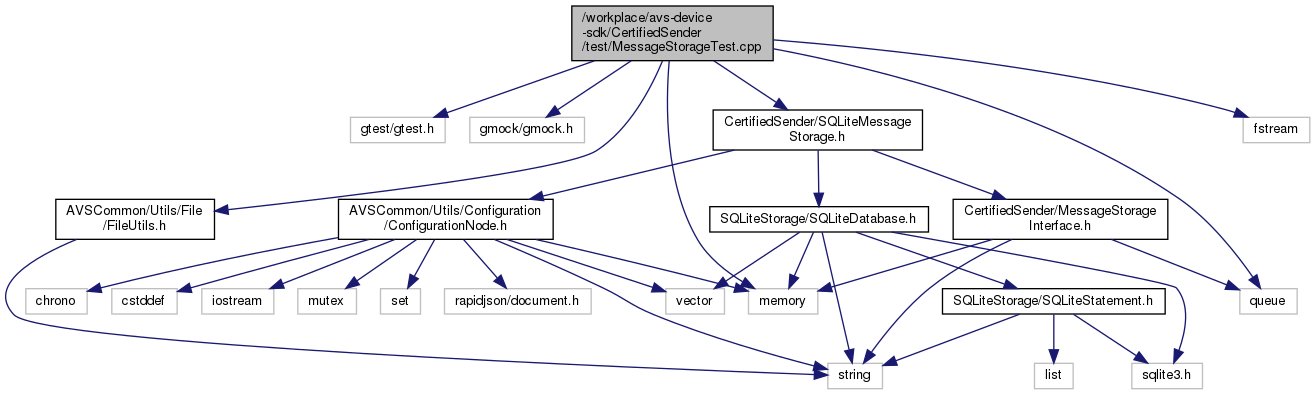 /workplace/avs-device
-sdk/CertifiedSender
/test/MessageStorageTest.cpp
gtest/gtest.h
gmock/gmock.h
CertifiedSender/SQLiteMessage
Storage.h
fstream
AVSCommon/Utils/File
/FileUtils.h
AVSCommon/Utils/Configuration
/ConfigurationNode.h
SQLiteStorage/SQLiteDatabase.h
CertifiedSender/MessageStorage
Interface.h
chrono
cstddef
iostream
mutex
set
rapidjson/document.h
vector
memory
SQLiteStorage/SQLiteStatement.h
queue
string
list
sqlite3.h